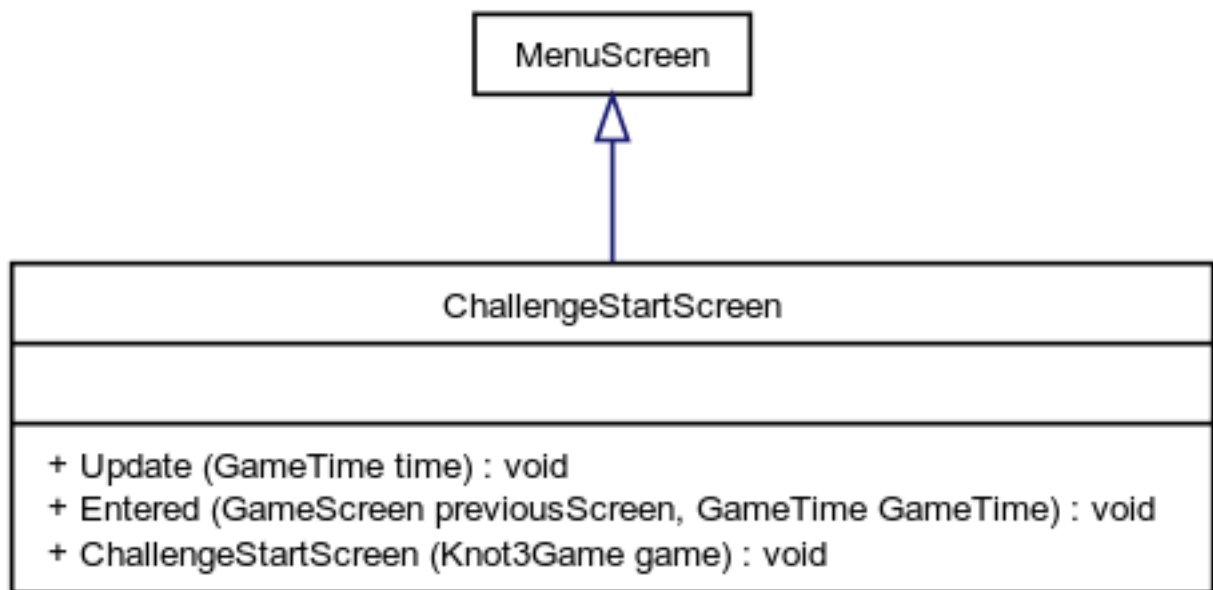 MenuScreen
ChallengeStartScreen
+ Update (GameTime time) : void
+ Entered (GameScreen previousScreen, GameTime GameTime) : void
+ ChallengeStartScreen (Knot3Game game) : void